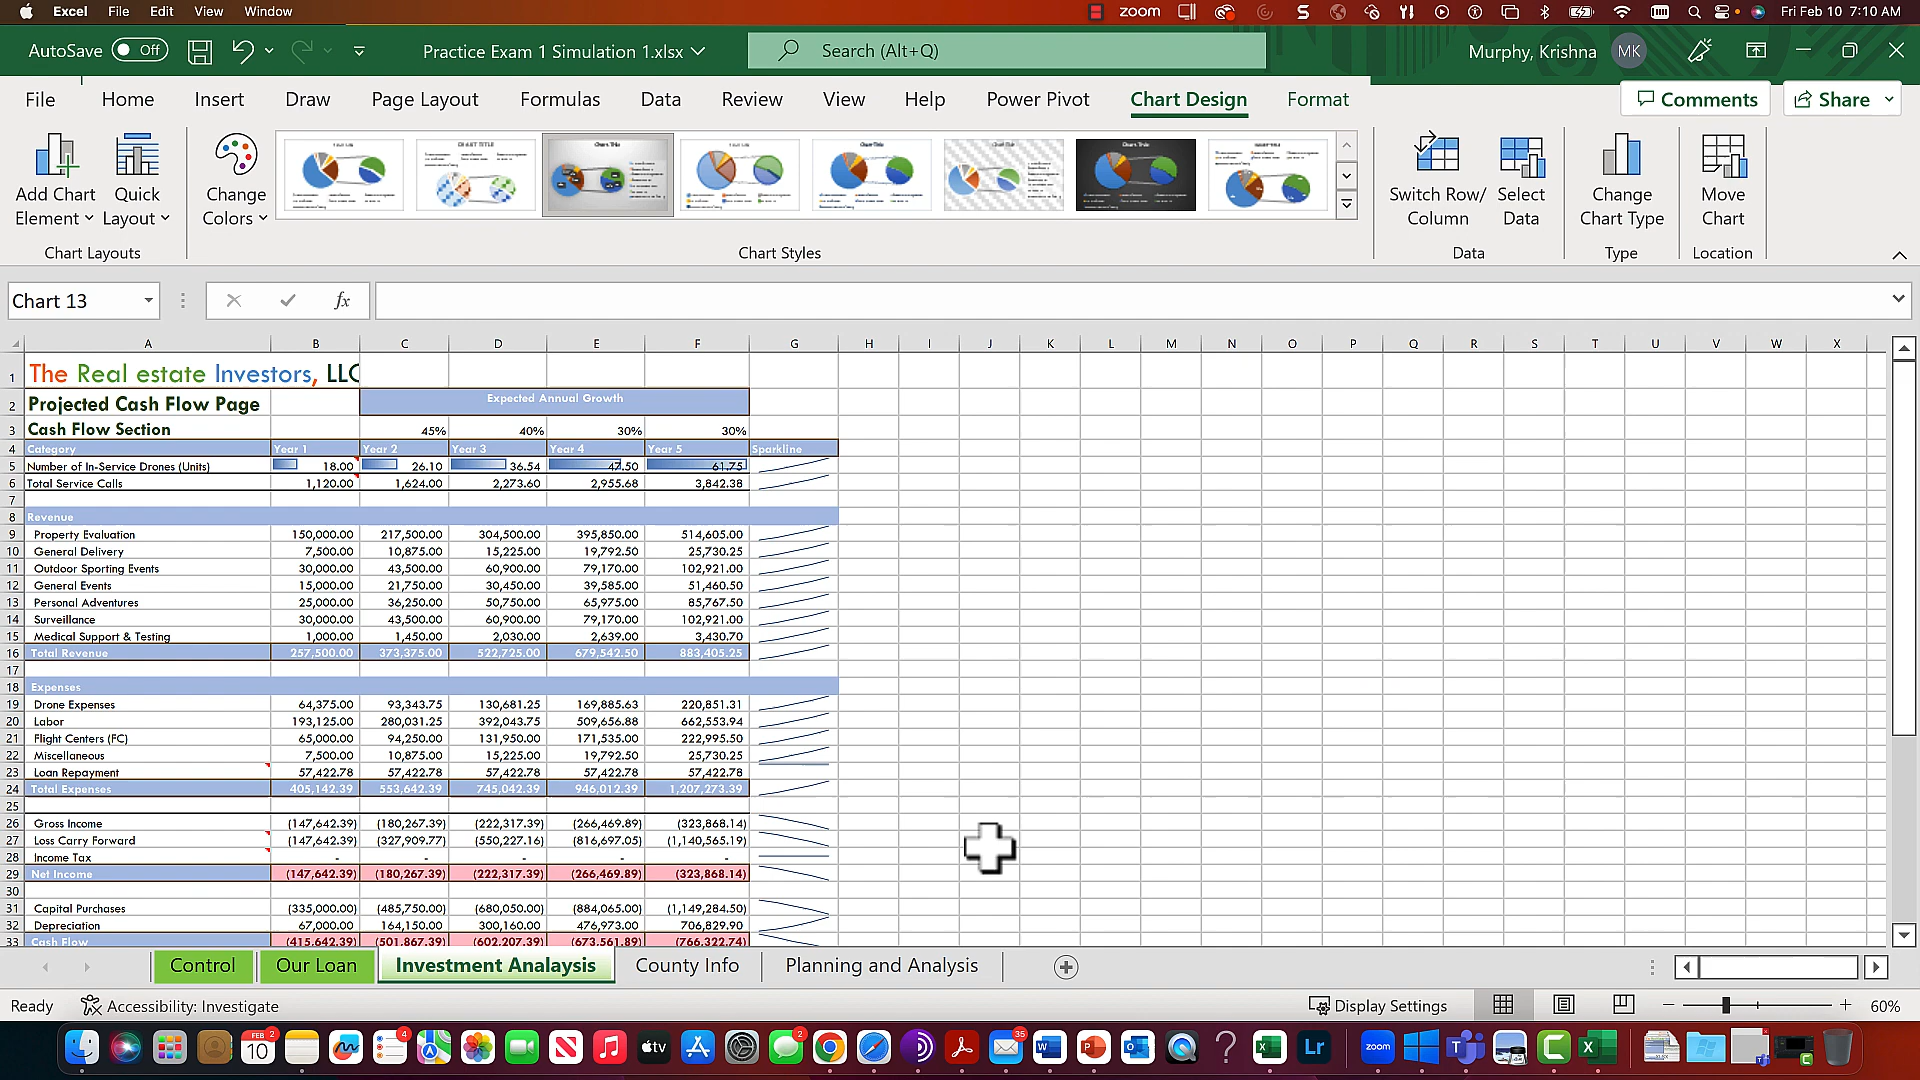 Excel File Edit View Window zoom Fri Feb 10 7:10 AM
AutoSave Off Practice Exam 1 Simulation 1.xlsx Search (Alt+Q) Murphy, Krishna MK
File Home Insert Draw Page Layout Formulas Data Review View Help Power Pivot Chart Design Format Comments Share
Add Chart Element Quick Layout Change Colors Switch Row/ Column Select Data Change Chart Type Move Chart
Chart Layouts Chart Styles Data Type Location
Chart 13 fx
A B C D E F G H I J K L M N O P Q R S T U V W X
1 The Real estate Investors, LLC
2 Projected Cash Flow Page Expected Annual Growth
3 Cash Flow Section 45% 40% 30% 30%
4 Category Year 1 Year 2 Year 3 Year 4 Year 5 Sparkline
5 Number of In-Service Drones (Units) 18.00 26.10 36.54 47.50 61.75
6 Total Service Calls 1,120.00 1,624.00 2,273.60 2,955.68 3,842.38
7
8 Revenue
9 Property Evaluation 150,000.00 217,500.00 304,500.00 395,850.00 514,605.00
10 General Delivery 7,500.00 10,875.00 15,225.00 19,792.50 25,730.25
11 Outdoor Sporting Events 30,000.00 43,500.00 60,900.00 79,170.00 102,921.00
12 General Events 15,000.00 21,750.00 30,450.00 39,585.00 51,460.50
13 Personal Adventures 25,000.00 36,250.00 50,750.00 65,975.00 85,767.50
14 Surveillance 30,000.00 43,500.00 60,900.00 79,170.00 102,921.00
15 Medical Support & Testing 1,000.00 1,450.00 2,030.00 2,639.00 3,430.70
16 Total Revenue 257,500.00 373,375.00 522,725.00 679,542.50 883,405.25
17
18 Expenses
19 Drone Expenses 64,375.00 93,343.75 130,681.25 169,885.63 220,851.31
20 Labor 193,125.00 280,031.25 392,043.75 509,656.88 662,553.94
21 Flight Centers (FC) 65,000.00 94,250.00 131,950.00 171,535.00 222,995.50
22 Miscellaneous 7,500.00 10,875.00 15,225.00 19,792.50 25,730.25
23 Loan Repayment 57,422.78 57,422.78 57,422.78 57,422.78 57,422.78
24 Total Expenses 405,142.39 553,642.39 745,042.39 946,012.39 1,207,273.39
25
26 Gross Income (147,642.39) (180,267.39) (222,317.39) (266,469.89) (323,868.14)
27 Loss Carry Forward (147,642.39) (327,909.77) (550,227.16) (816,697.05) (1,140,565.19)
28 Income Tax - - - - -
29 Net Income (147,642.39) (180,267.39) (222,317.39) (266,469.89) (323,868.14)
30
31 Capital Purchases (335,000.00) (485,750.00) (680,050.00) (884,065.00) (1,149,284.50)
32 Depreciation 67,000.00 164,150.00 300,160.00 476,973.00 706,829.90
33 Cash Flow (415,642.39) (501,867.39) (602,207.39) (673,561.89) (766,322.74)
Control Our Loan Investment Analaysis County Info Planning and Analysis
Ready Accessibility: Investigate Display Settings 60%
FEB 10 2 4 tv 2 35 Lr zoom